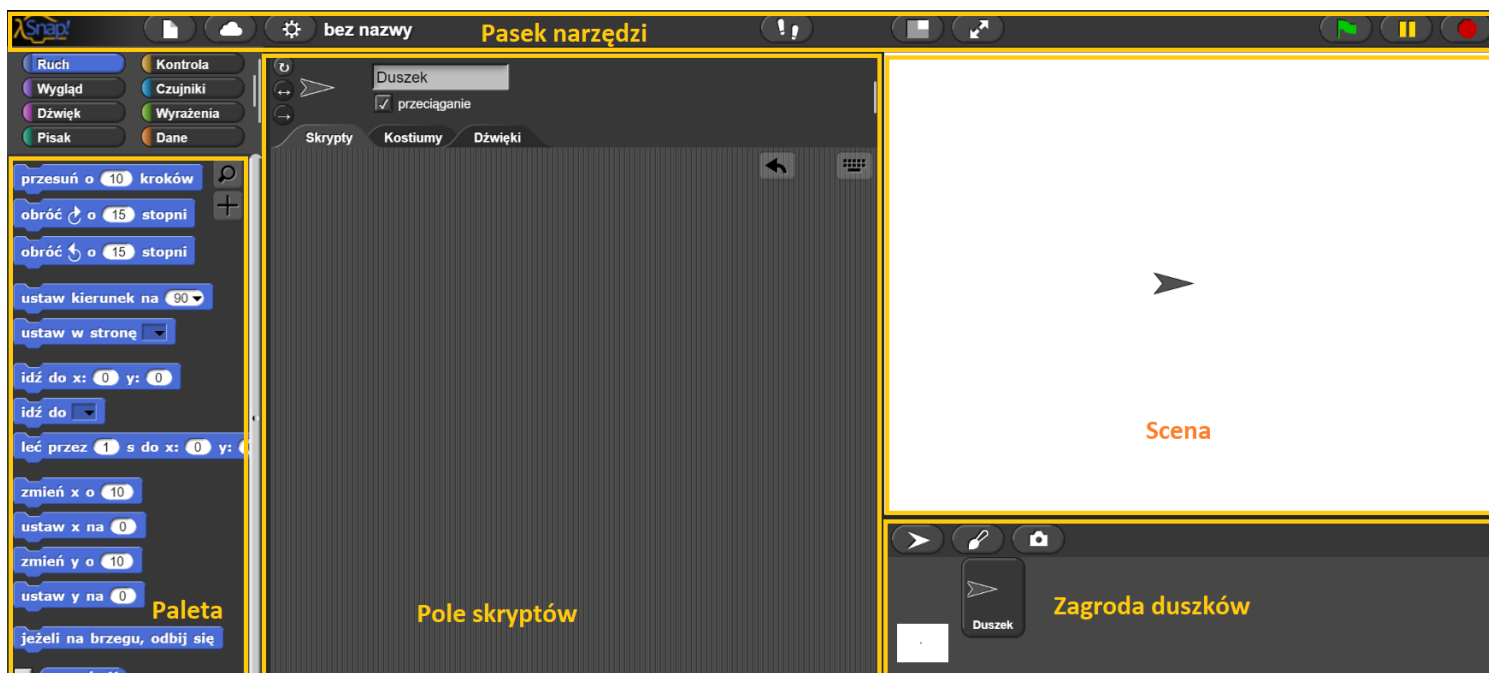 λSnap!
bez nazwy
Pasek narzędzi
Ruch
Kontrola
Wygląd
Czujniki
Dźwięk
Wyrażenia
Pisak
Dane
Duszek
przeciąganie
Skrypty
Kostiumy
Dźwięki
przesuń o 10 kroków
obróć o 15 stopni
obróć o 15 stopni
ustaw kierunek na 90
ustaw w stronę
idź do x: 0 y: 0
idź do
leć przez 1 s do x: 0 y:
zmień x o 10
ustaw x na 0
zmień y o 10
ustaw y na 0
jeżeli na brzegu, odbij się
Paleta
Pole skryptów
Scena
Duszek
Zagroda duszków